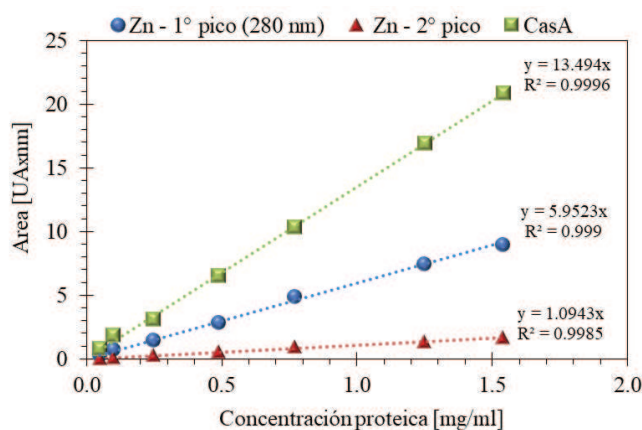 Zn - 1° pico (280 nm) Zn - 2° pico CasA
25
20
15
10
5
0
Area [UAxnm]
y = 13.494x
R² = 0.9996
y = 5.9523x
R² = 0.999
y = 1.0943x
R² = 0.9985
0.0 0.5 1.0 1.5 2.0
Concentración proteica [mg/ml]